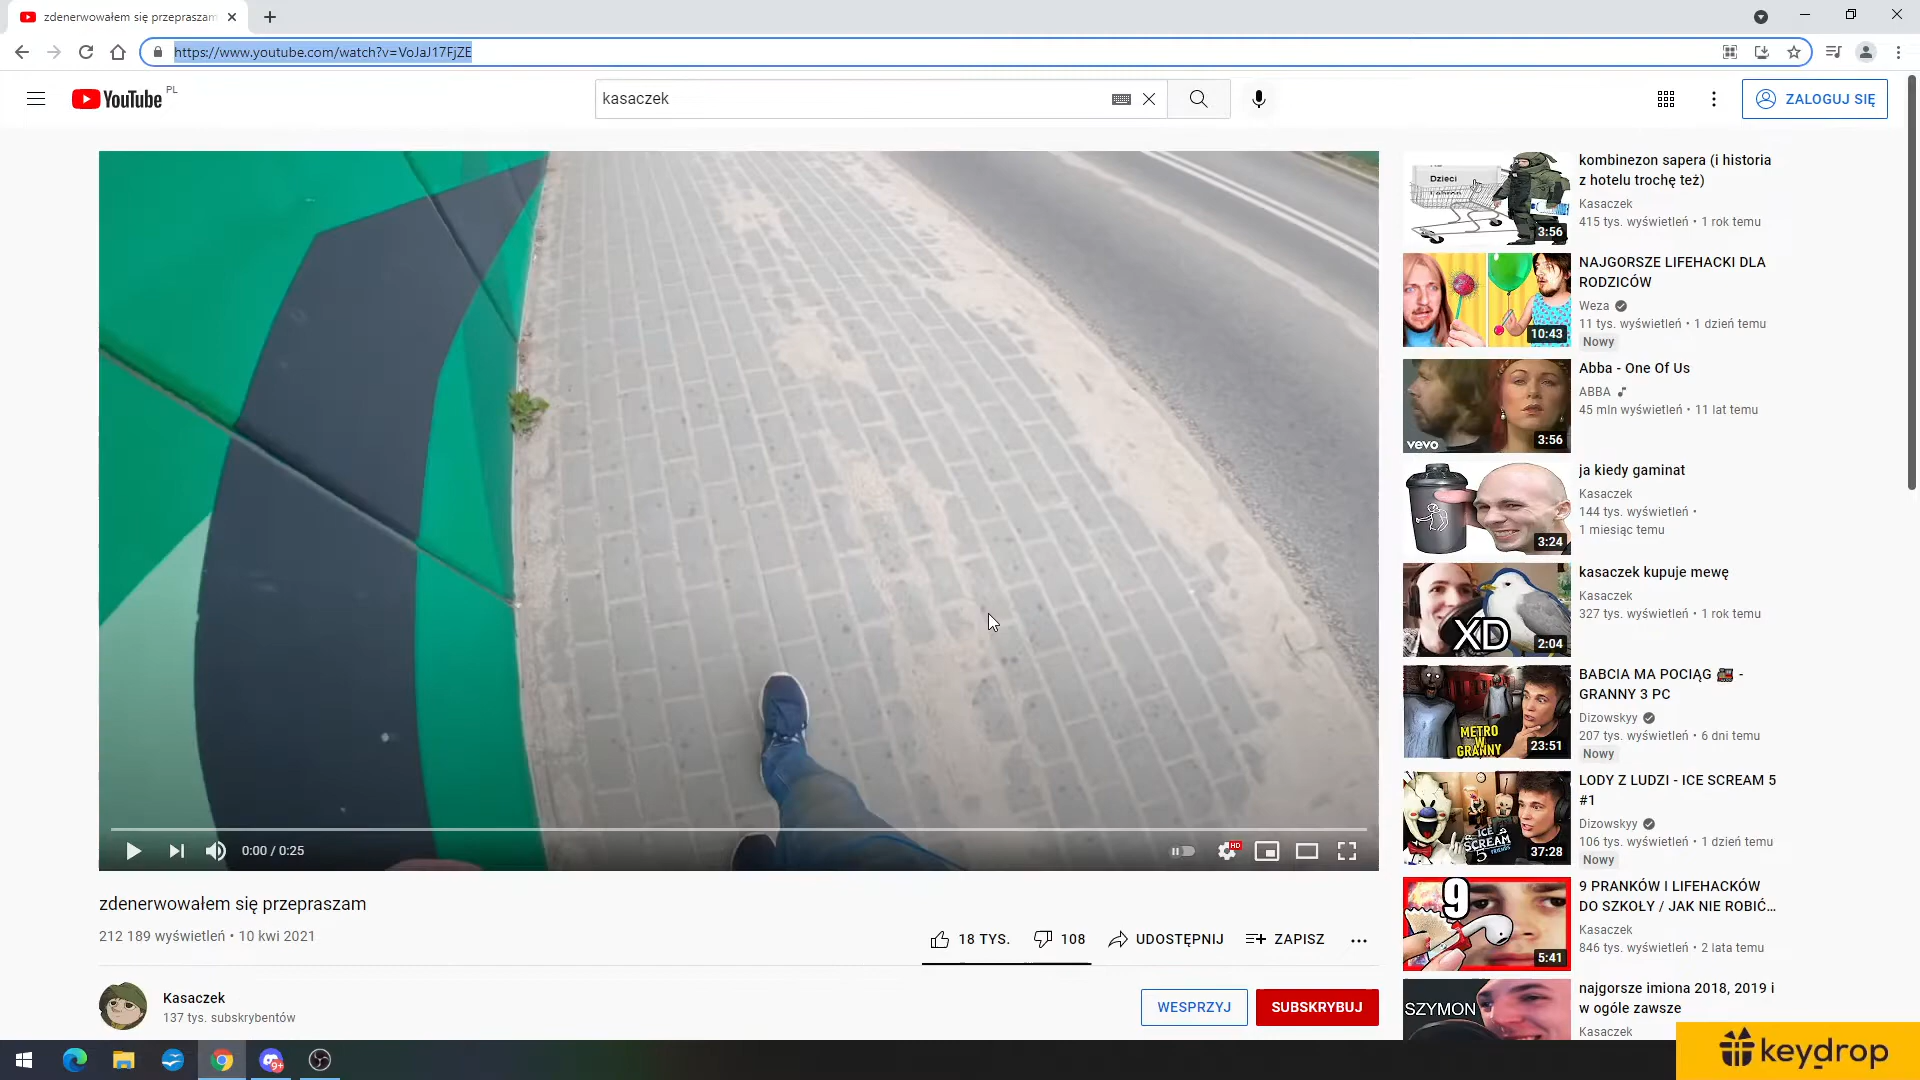 zdenerwowałem się przepraszam
https://www.youtube.com/watch?v=VoJaJ17FjZE
YouTube PL
kasaczek
ZALOGUJ SIĘ
0:00 / 0:25
HD
zdenerwowałem się przepraszam
212 189 wyświetleń • 10 kwi 2021
18 TYS.
108
UDOSTĘPNIJ
ZAPISZ
Kasaczek
137 tys. subskrybentów
WESPRZYJ
SUBSKRYBUJ
Dzieci
3:56
kombinezon sapera (i historia
z hotelu trochę też)
Kasaczek
415 tys. wyświetleń • 1 rok temu
10:43
NAJGORSZE LIFEHACKI DLA
RODZICÓW
Weza
11 tys. wyświetleń • 1 dzień temu
Nowy
vevo
3:56
Abba - One Of Us
ABBA
45 mln wyświetleń • 11 lat temu
3:24
ja kiedy gaminat
Kasaczek
144 tys. wyświetleń •
1 miesiąc temu
XD
2:04
kasaczek kupuje mewę
Kasaczek
327 tys. wyświetleń • 1 rok temu
METRO
W
GRANNY
23:51
BABCIA MA POCIĄG 🚂 -
GRANNY 3 PC
Dizowskyy
207 tys. wyświetleń • 6 dni temu
Nowy
ICE
SCREAM
5
FRIENDS
37:28
LODY Z LUDZI - ICE SCREAM 5
#1
Dizowskyy
106 tys. wyświetleń • 1 dzień temu
Nowy
9
5:41
9 PRANKÓW I LIFEHACKÓW
DO SZKOŁY / JAK NIE ROBIĆ...
Kasaczek
846 tys. wyświetleń • 2 lata temu
SZYMON
najgorsze imiona 2018, 2019 i
w ogóle zawsze
Kasaczek
9+
keydrop